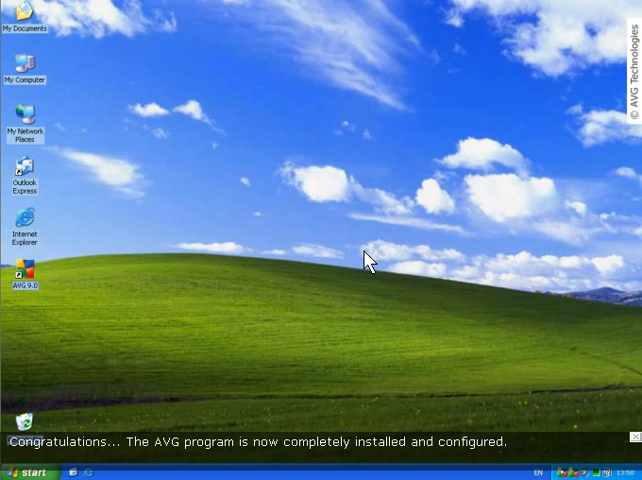 My Documents
© AVG Technologies
My Computer
My Network
Places
Outlook
Express
Internet
Explorer
AVG 9.0
Congratulations... The AVG program is now completely installed and configured.
start
EN
13:50